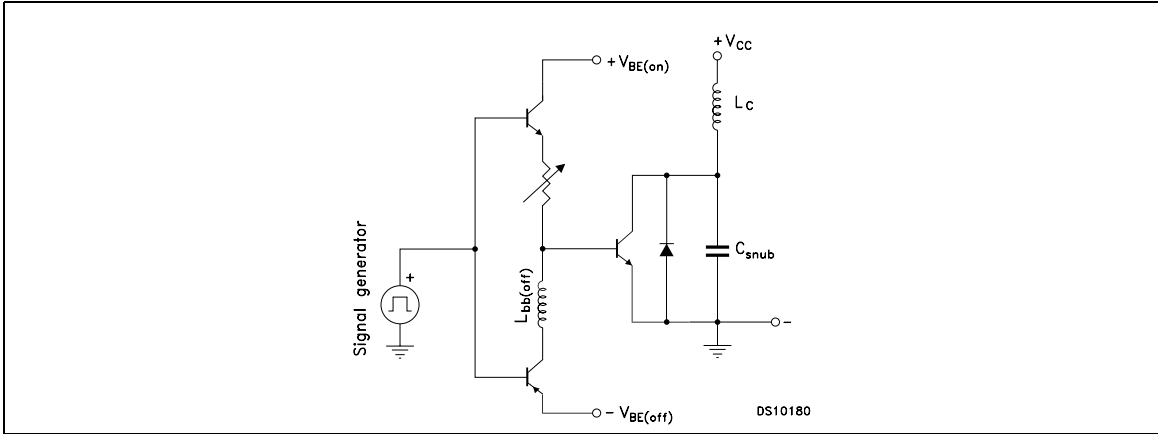 + VCC
+ VBE(on)
LC
Signal generator
+
Lbb(off)
Csnub
-
- VBE(off)
DS10180